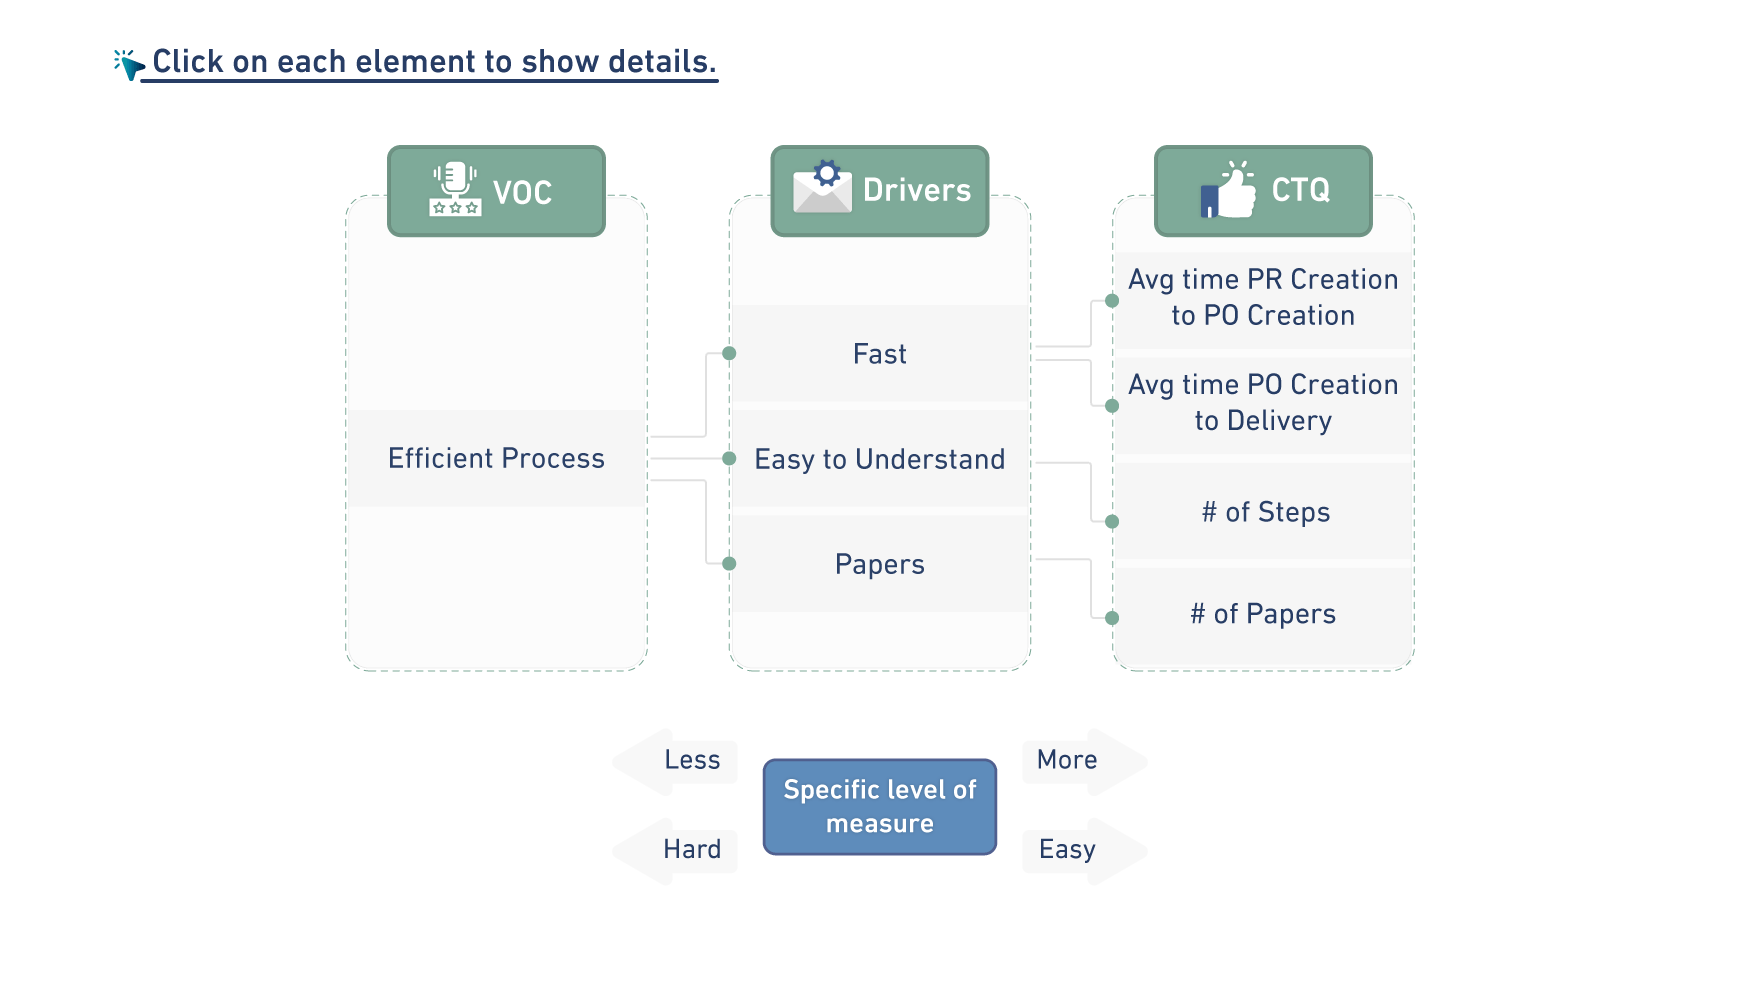 Click on each element to show details.
VOC
Drivers
CTQ
Efficient Process
Fast
Easy to Understand
Papers
Avg time PR Creation
to PO Creation
Avg time PO Creation
to Delivery
# of Steps
# of Papers
Less
More
Specific level of
measure
Hard
Easy